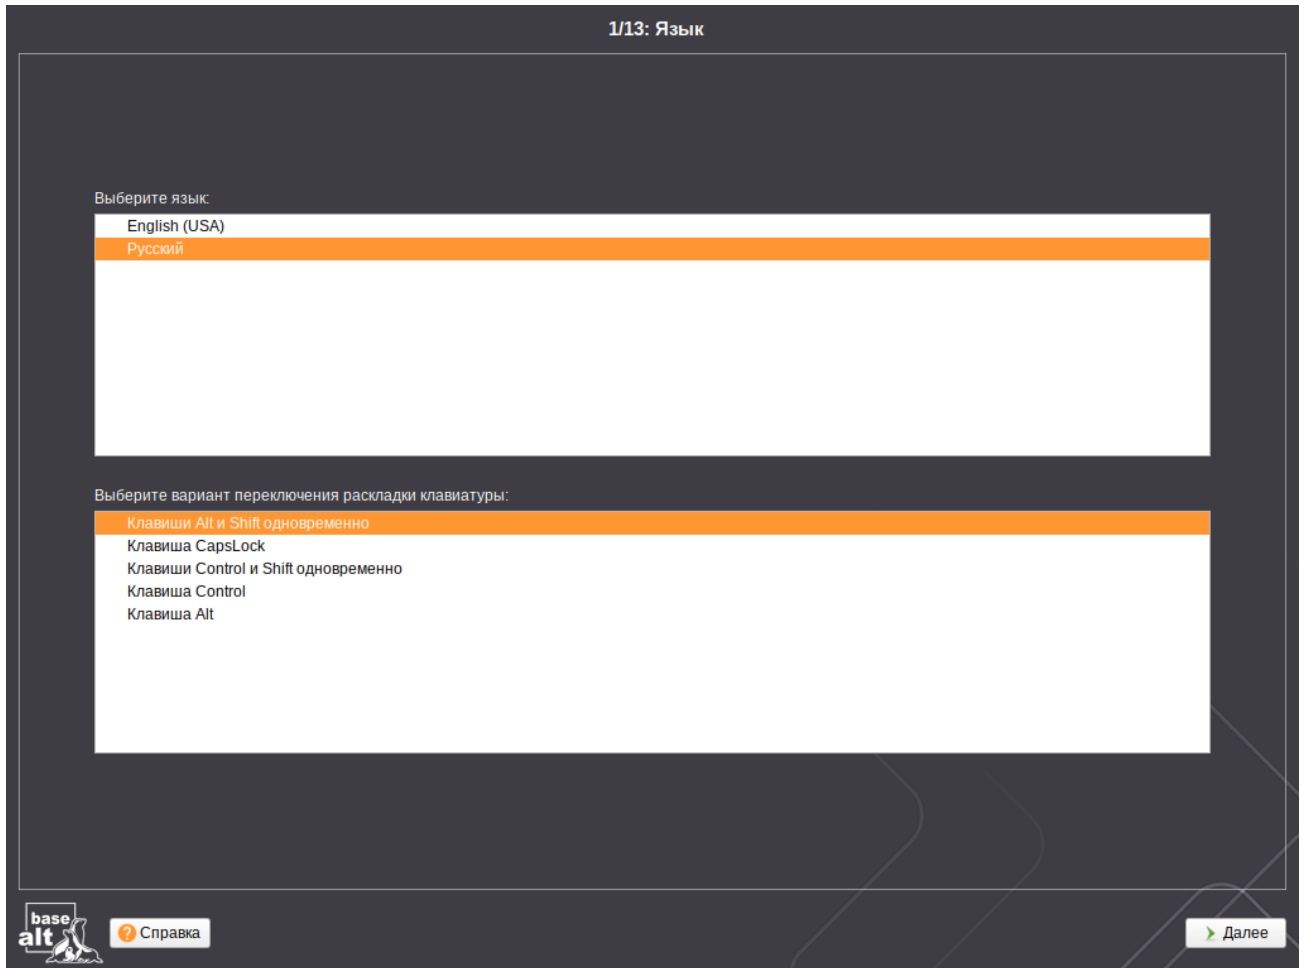 1/13: Язык
Выберите язык:
English (USA)
Русский
Выберите вариант переключения раскладки клавиатуры:
Клавиши Alt и Shift одновременно
Клавиша CapsLock
Клавиши Control и Shift одновременно
Клавиша Control
Клавиша Alt
base
alt
Справка
Далее